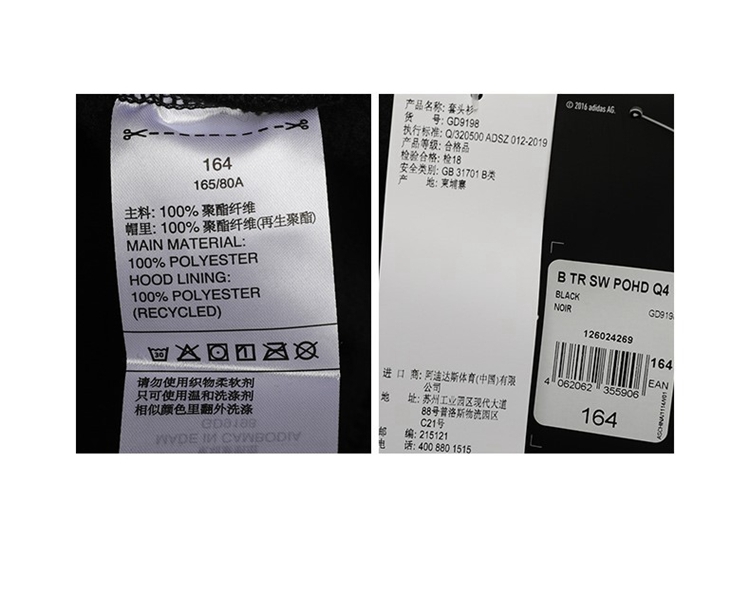 164
165/80A
主料: 100% 聚酯纤维
帽里: 100% 聚酯纤维(再生聚酯)
MAIN MATERIAL:
100% POLYESTER
HOOD LINING:
100% POLYESTER
(RECYCLED)
30
请勿使用织物柔软剂
只可使用温和洗涤剂
相似颜色里翻外洗涤
GD9198
MADE IN CAMBODIA
产品名称: 套头衫
货 号: GD9198
执行标准: Q/320500 ADSZ 012-2019
产品等级: 合格品
检验合格: 检18
安全类别: GB 31701 B类
产 地: 柬埔寨
进 口 商: 阿迪达斯体育(中国)有限
公司
地 址: 苏州工业园区现代大道
88号普洛斯物流园区
C21号
邮 编: 215121
电 话: 400 880 1515
© 2016 adidas AG.
B TR SW POHD Q4
BLACK
NOIR
GD9198
126024269
164
4 062062 355906
EAN
164